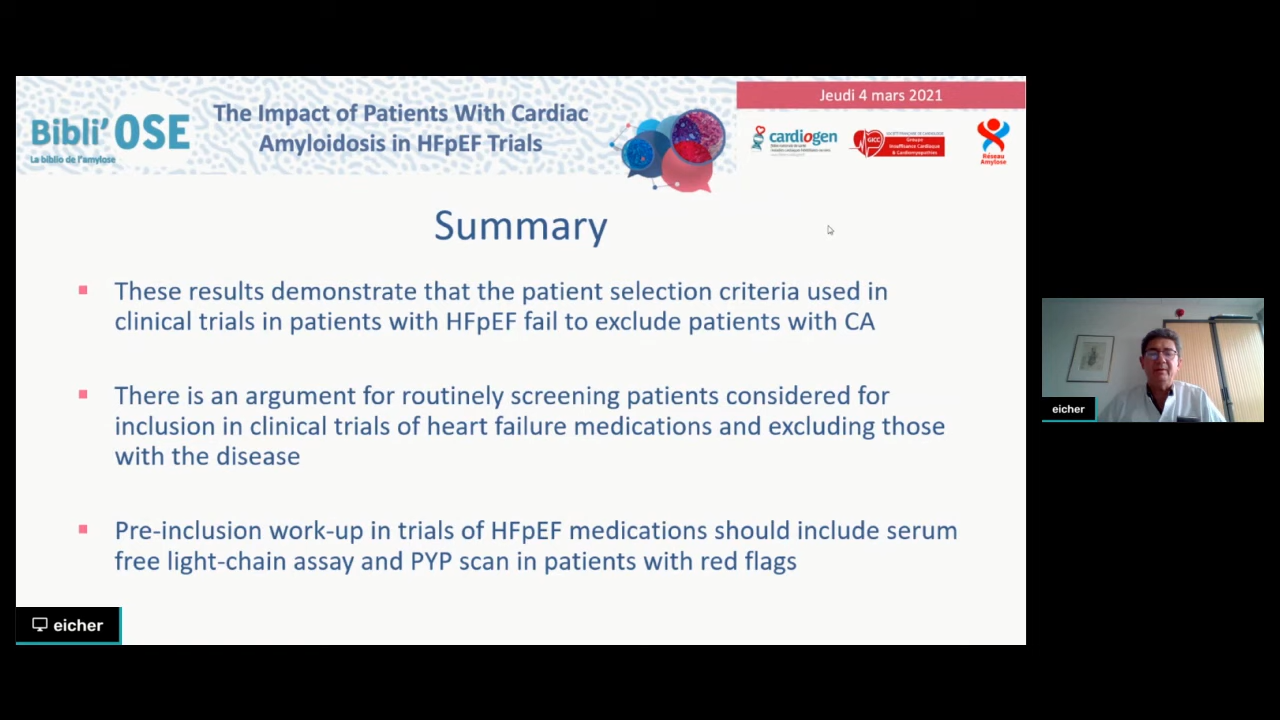 Bibli'OSE
La biblio de l'amylose
The Impact of Patients With Cardiac
Amyloidosis in HFpEF Trials
Jeudi 4 mars 2021
cardiogen
GICC
Insuffisance Cardiaque
& Cardiomyopathies
Réseau
Amylose
Summary
These results demonstrate that the patient selection criteria used in
clinical trials in patients with HFpEF fail to exclude patients with CA
There is an argument for routinely screening patients considered for
inclusion in clinical trials of heart failure medications and excluding those
with the disease
Pre-inclusion work-up in trials of HFpEF medications should include serum
free light-chain assay and PYP scan in patients with red flags
eicher
eicher